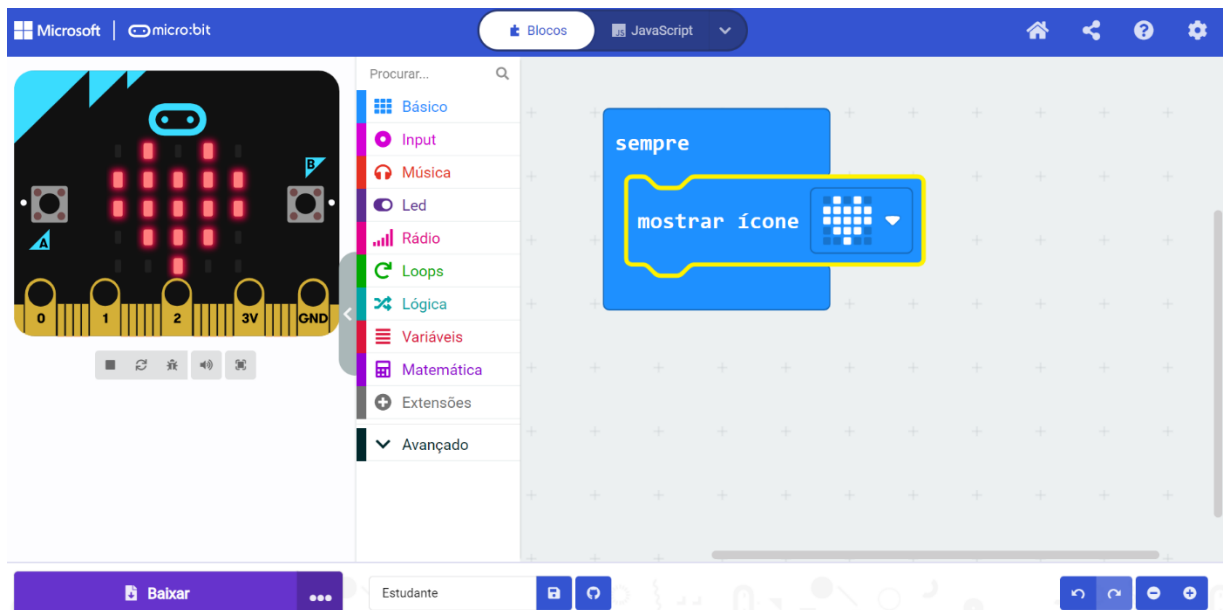 Microsoft micro:bit Blocos JS JavaScript
Procurar...
Básico
Input
Música
Led
Rádio
Loops
Lógica
Variáveis
Matemática
Extensões
Avançado
B
A
0 1 2 3V GND
sempre
mostrar ícone
Baixar ... Estudante